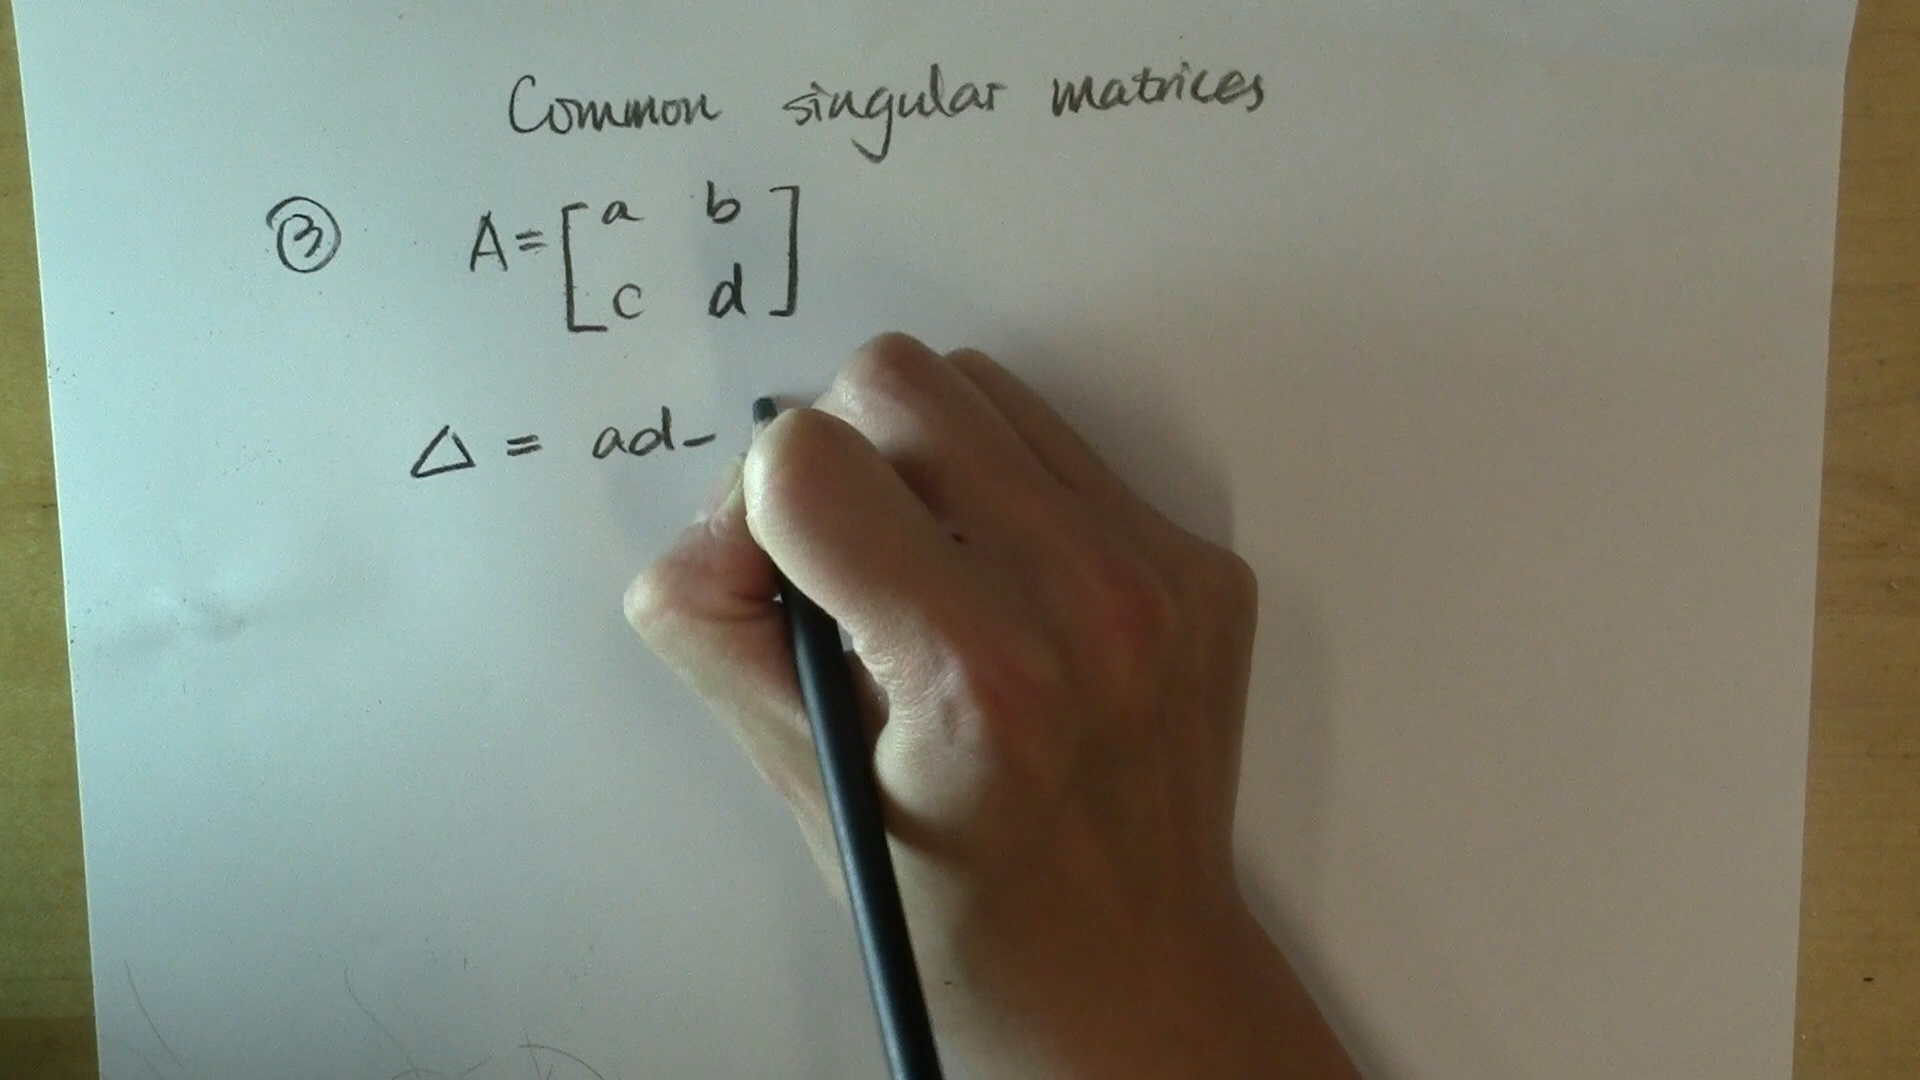 Common singular matrices
③ A = [ a b
c d ]
Δ = ad-